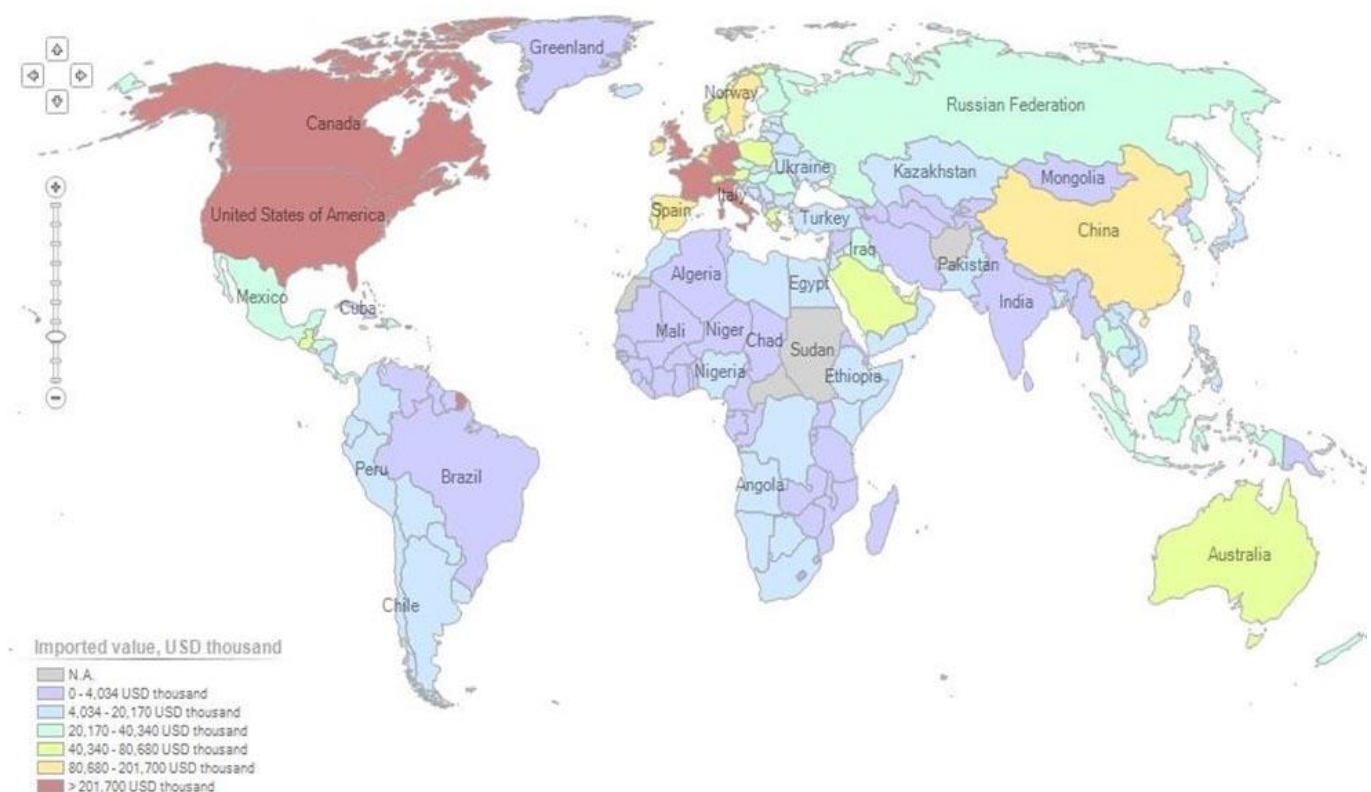 Greenland
Canada
Norway
Russian Federation
Ukraine
Kazakhstan
Mongolia
United States of America
Spain
Italy
Turkey
China
Mexico
Cuba
Algeria
Egypt
Iraq
Pakistan
India
Mali
Niger
Chad
Sudan
Nigeria
Ethiopia
Peru
Brazil
Angola
Australia
Chile
Imported value, USD thousand
N.A.
0 - 4,034 USD thousand
4,034 - 20,170 USD thousand
20,170 - 40,340 USD thousand
40,340 - 80,680 USD thousand
80,680 - 201,700 USD thousand
> 201,700 USD thousand